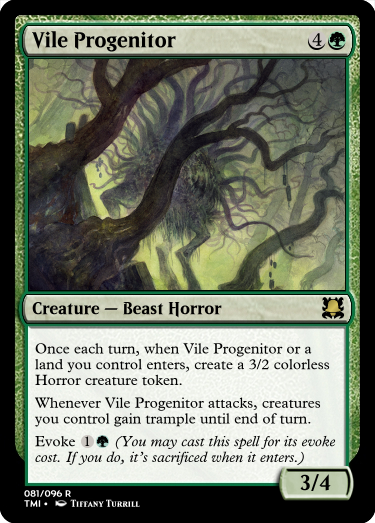 Vile Progenitor 4
Creature — Beast Horror
Once each turn, when Vile Progenitor or a
land you control enters, create a 3/2 colorless
Horror creature token.
Whenever Vile Progenitor attacks, creatures
you control gain trample until end of turn.
Evoke 1 (You may cast this spell for its evoke
cost. If you do, it's sacrificed when it enters.)
3/4
081/096 R
TMI • Tiffany Turrill